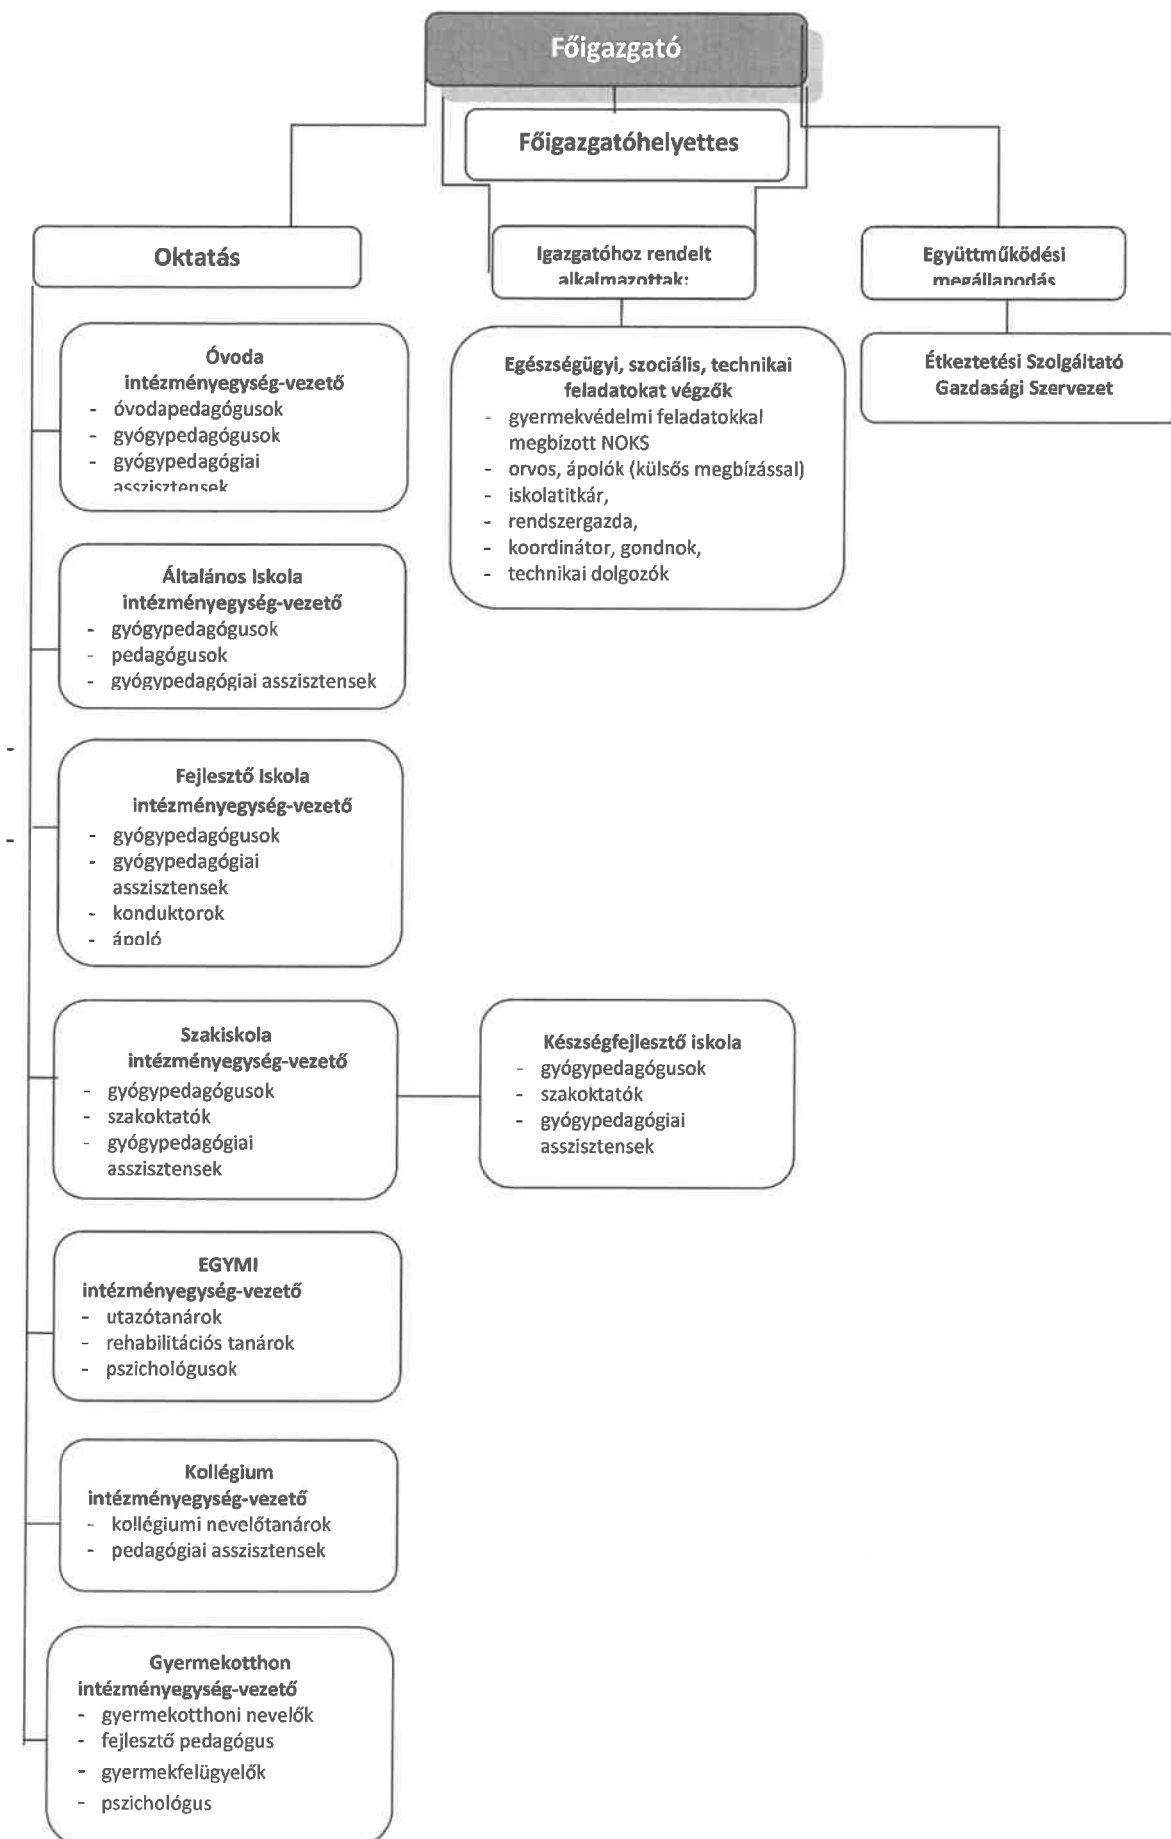 Főigazgató
Főigazgatóhelyettes
Oktatás
Igazgatóhoz rendelt
alkalmazottak:
Együttműködési
megállapodás
Óvoda
intézményegység-vezető
- óvodapedagógusok
- gyógypedagógusok
- gyógypedagógiai
asszisztensek
Egészségügyi, szociális, technikai
feladatokat végzők
- gyermekvédelmi feladatokkal
megbízott NOKS
- orvos, ápolók (külsős megbízással)
- iskolatitkár,
- rendszergazda,
- koordinátor, gondnok,
- technikai dolgozók
Étkeztetési Szolgáltató
Gazdasági Szervezet
Általános Iskola
intézményegység-vezető
- gyógypedagógusok
- pedagógusok
- gyógypedagógiai asszisztensek
-
-
Fejlesztő Iskola
intézményegység-vezető
- gyógypedagógusok
- gyógypedagógiai
asszisztensek
- konduktorok
- ápoló
Szakiskola
intézményegység-vezető
- gyógypedagógusok
- szakoktatók
- gyógypedagógiai
asszisztensek
Készségfejlesztő iskola
- gyógypedagógusok
- szakoktatók
- gyógypedagógiai
asszisztensek
EGYMI
intézményegység-vezető
- utazótanárok
- rehabilitációs tanárok
- pszichológusok
Kollégium
intézményegység-vezető
- kollégiumi nevelőtanárok
- pedagógiai asszisztensek
Gyermekotthon
intézményegység-vezető
- gyermekotthoni nevelők
- fejlesztő pedagógus
- gyermekfelügyelők
- pszichológus